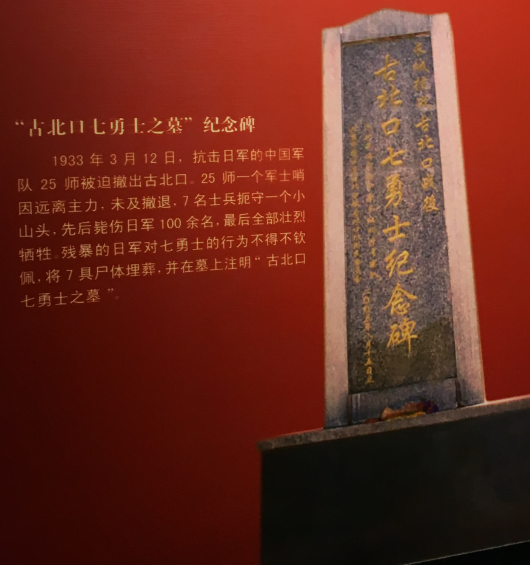 “古北口七勇士之墓”纪念碑
1933 年 3 月 12 日，抗击日军的中国军
队 25 师被迫撤出古北口。25 师一个军士哨
因远离主力，未及撤退，7 名士兵扼守一个小
山头，先后毙伤日军 100 余名，最后全部壮烈
牺牲。残暴的日军对七勇士的行为不得不钦
佩，将 7 具尸体埋葬，并在墓上注明“古北口
七勇士之墓 ”。
长城抗战古北口战役
古北口七勇士纪念碑